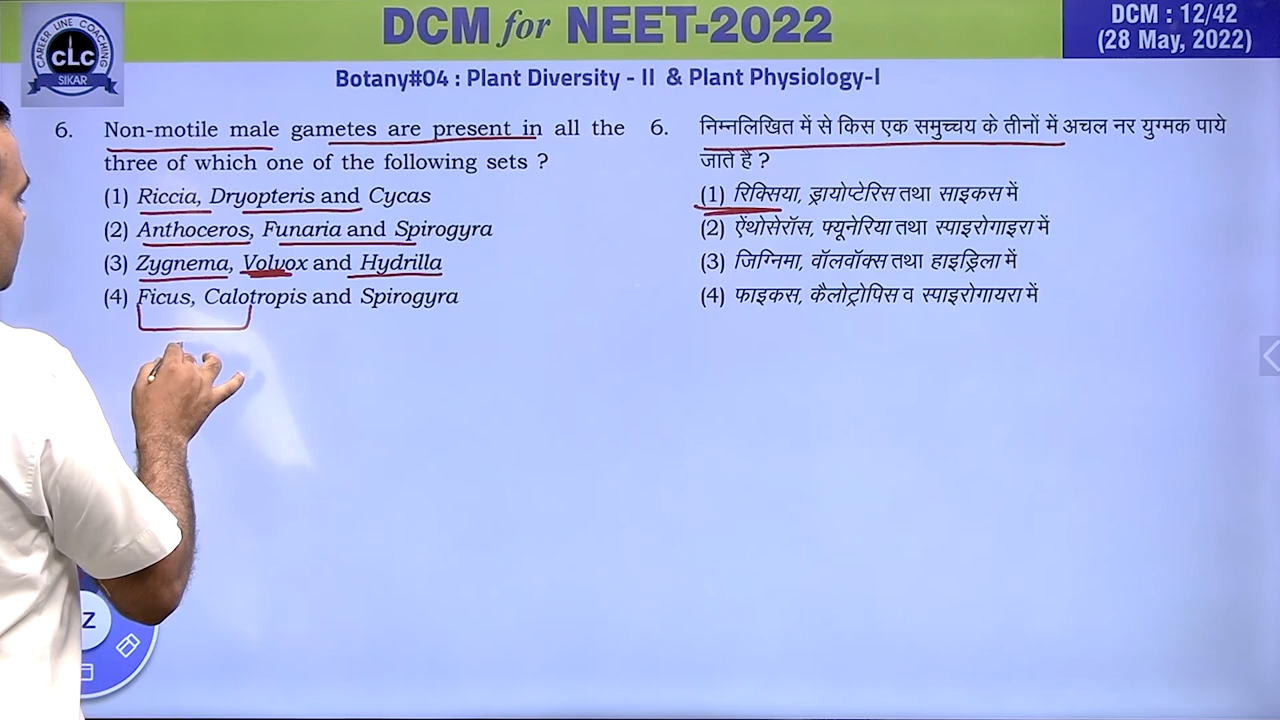 CAREER LINE COACHING
CLC
SIKAR
DCM for NEET-2022
DCM : 12/42
(28 May, 2022)
Botany#04 : Plant Diversity - II & Plant Physiology-I
6. Non-motile male gametes are present in all the
three of which one of the following sets ?
(1) Riccia, Dryopteris and Cycas
(2) Anthoceros, Funaria and Spirogyra
(3) Zygnema, Volvox and Hydrilla
(4) Ficus, Calotropis and Spirogyra
6. निम्नलिखित में से किस एक समुच्चय के तीनों में अचल नर युग्मक पाये
जाते है ?
(1) रिक्सिया, ड्रायोप्टेरिस तथा साइकस में
(2) ऐंथोसेरॉस, फ्यूनेरिया तथा स्पाइरोगाइरा में
(3) जिग्निमा, वॉलवॉक्स तथा हाइड्रिला में
(4) फाइकस, कैलोट्रोपिस व स्पाइरोगायरा में
Z